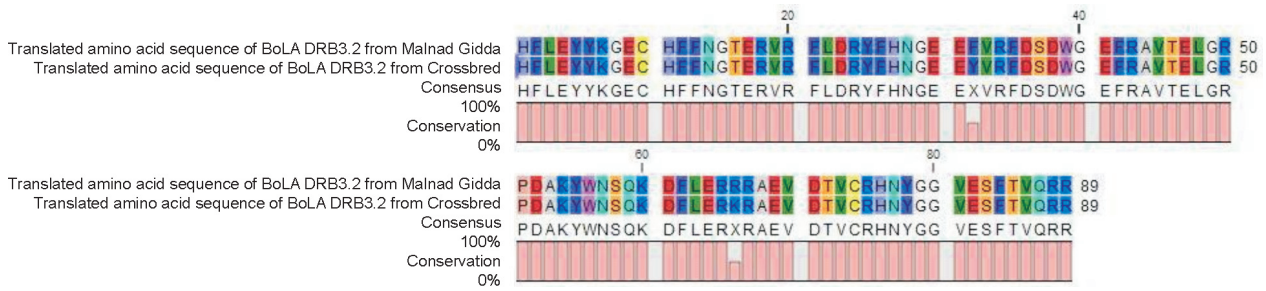 20 40
Translated amino acid sequence of BoLA DRB3.2 from Malnad Gidda HFLEYYKGEC HFFNGTERVR FLDRYFHNGE EFVRFDSDWG EFRAVTELGR 50
Translated amino acid sequence of BoLA DRB3.2 from Crossbred HFLEYYKGEC HFFNGTERVR FLDRYFHNGE EYVRFDSDWG EFRAVTELGR 50
Consensus HFLEYYKGEC HFFNGTERVR FLDRYFHNGE EXVRFDSDWG EFRAVTELGR
100%
Conservation
0%
60 80
Translated amino acid sequence of BoLA DRB3.2 from Malnad Gidda PDAKYWNSQK DFLERRRAEV DTVCRHNYGG VESFTVQRR 89
Translated amino acid sequence of BoLA DRB3.2 from Crossbred PDAKYWNSQK DFLERKRAEV DTVCRHNYGG VESFTVQRR 89
Consensus PDAKYWNSQK DFLERXRAEV DTVCRHNYGG VESFTVQRR
100%
Conservation
0%